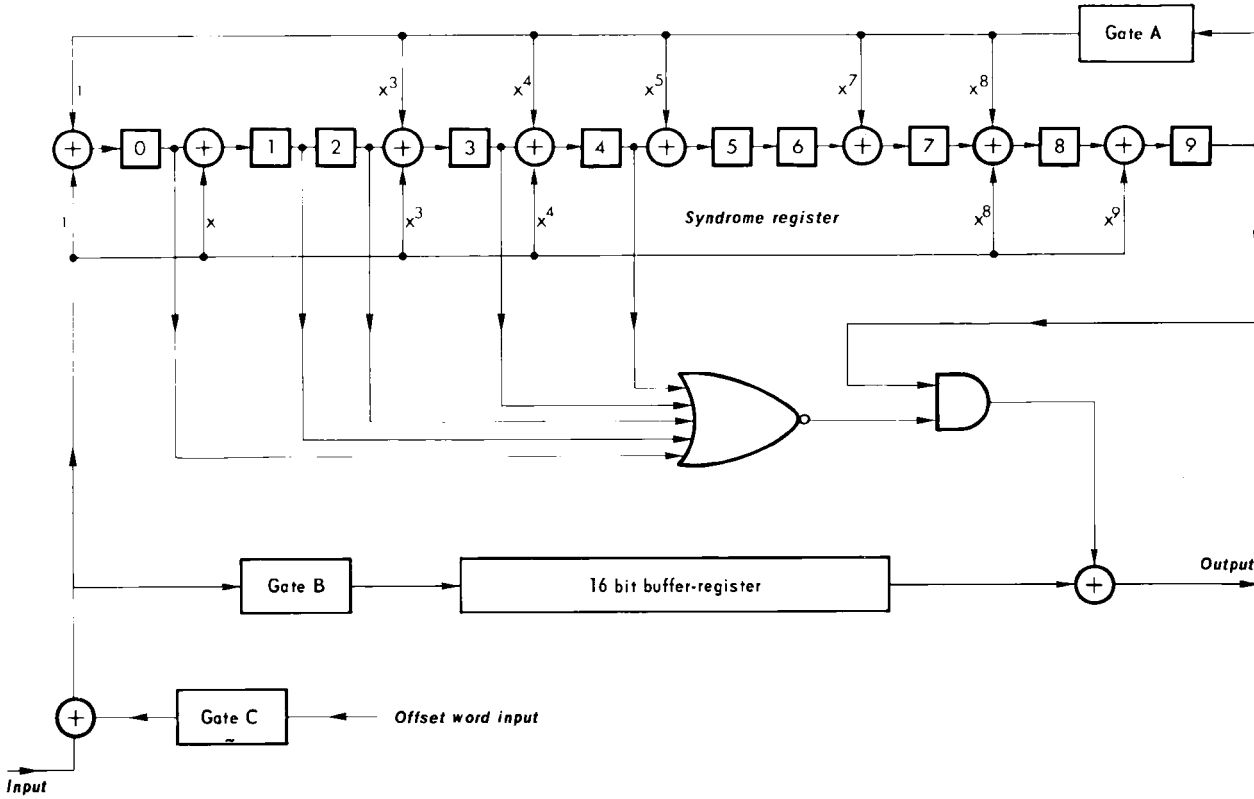 Gate A
1 x³ x⁴ x⁵ x⁷ x⁸
0 1 2 3 4 5 6 7 8 9
1 x x³ x⁴ Syndrome register x⁸ x⁹
Output
Gate B 16 bit buffer-register
Gate C Offset word input
Input